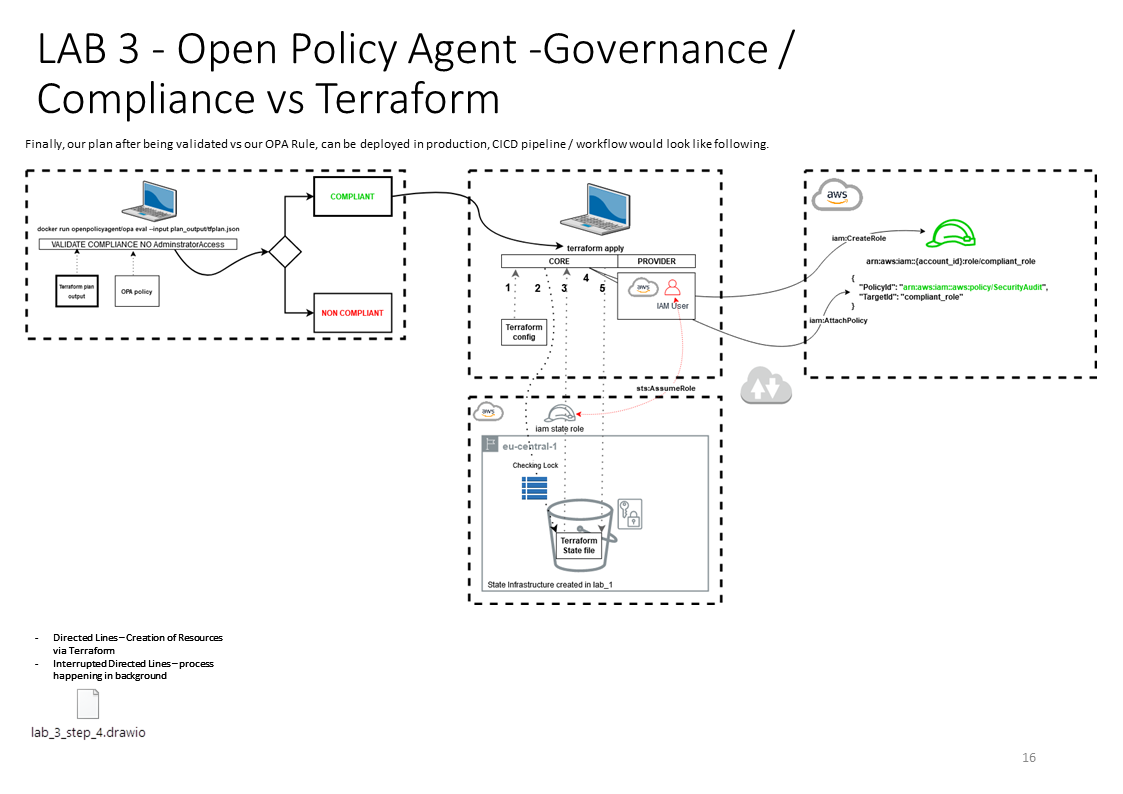 LAB 3 - Open Policy Agent -Governance /
Compliance vs Terraform
Finally, our plan after being validated vs our OPA Rule, can be deployed in production, CICD pipeline / workflow would look like following.
docker run openpolicyagent/opa eval --input plan_output/tfplan.json
VALIDATE COMPLIANCE NO AdminstratorAccess
Terraform plan
output
OPA policy
COMPLIANT
NON COMPLIANT
terraform apply
CORE
PROVIDER
1
2
3
4
5
aws
IAM User
Terraform
config
sts:AssumeRole
aws
iam state role
eu-central-1
Checking Lock
Terraform
State file
State Infrastructure created in lab_1
aws
iam:CreateRole
arn:aws:iam::{account_id}:role/compliant_role
{
"PolicyId": "arn:aws:iam:aws:policy/SecurityAudit",
"TargetId": "compliant_role"
}
iam:AttachPolicy
- Directed Lines – Creation of Resources
via Terraform
- Interrupted Directed Lines – process
happening in background
lab_3_step_4.drawio
16